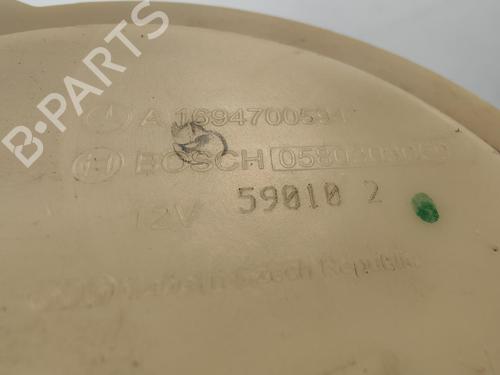 B-Parts
A 1694700594
BOSCH
12V 59010 2
Czech Republic